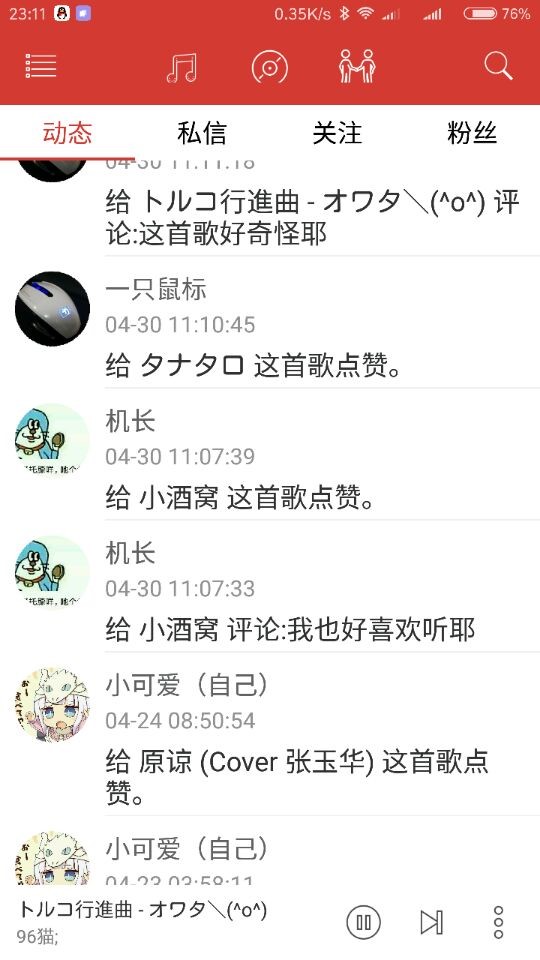 23:11 0.35K/s 76%
动态 私信 关注 粉丝
04-30 11:11:18
给 トルコ行進曲 - オワタ＼(^o^) 评
论:这首歌好奇怪耶
一只鼠标
04-30 11:10:45
给 タナタロ 这首歌点赞。
机长
04-30 11:07:39
给 小酒窝 这首歌点赞。
机长
04-30 11:07:33
给 小酒窝 评论:我也好喜欢听耶
小可爱（自己）
04-24 08:50:54
给 原谅 (Cover 张玉华) 这首歌点
赞。
小可爱（自己）
04-23 03:58:11
トルコ行進曲 - オワタ＼(^o^)
96猫;